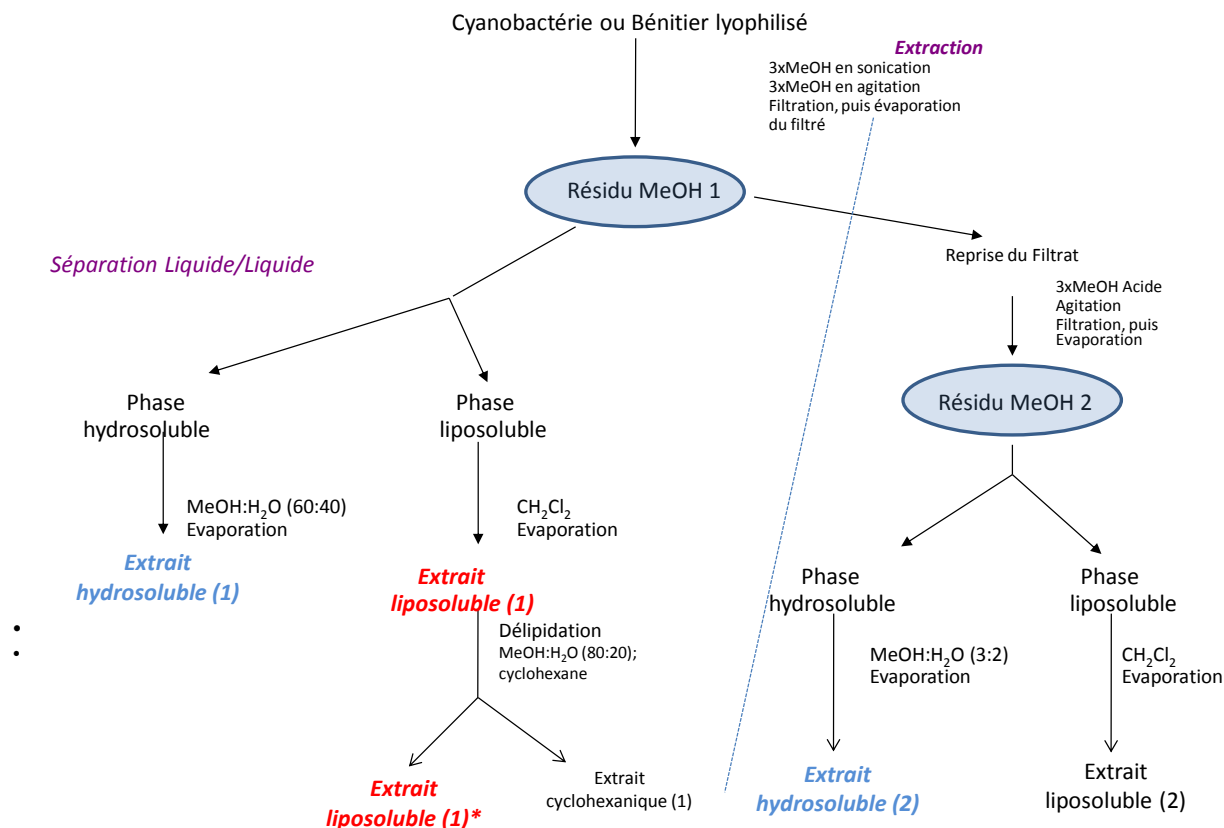 Cyanobactérie ou Bénitier lyophilisé
Extraction
3xMeOH en sonication
3xMeOH en agitation
Filtration, puis évaporation
du filtré
Résidu MeOH 1
Séparation Liquide/Liquide
Reprise du Filtrat
3xMeOH Acide
Agitation
Filtration, puis
Evaporation
Résidu MeOH 2
Phase
hydrosoluble
Phase
liposoluble
MeOH:H₂O (60:40)
Evaporation
CH₂Cl₂
Evaporation
Extrait
hydrosoluble (1)
Extrait
liposoluble (1)
Délipidation
MeOH:H₂O (80:20);
cyclohexane
Extrait
liposoluble (1)*
Extrait
cyclohexanique (1)
Phase
hydrosoluble
Phase
liposoluble
MeOH:H₂O (3:2)
Evaporation
CH₂Cl₂
Evaporation
Extrait
hydrosoluble (2)
Extrait
liposoluble (2)